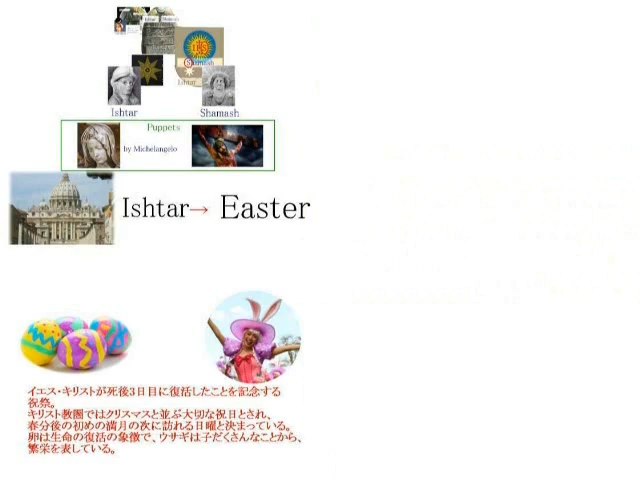 IHS
Shamash
Ishtar
Ishtar
Shamash
Puppets
by Michelangelo
Ishtar→ Easter
イエス・キリストが死後3日目に復活したことを記念する
祝祭。
キリスト教圏ではクリスマスと並ぶ大切な祝日とされ、
春分後の初めの満月の次に訪れる日曜と決まっている。
卵は生命の復活の象徴で、ウサギは子だくさんなことから、
繁栄を表している。